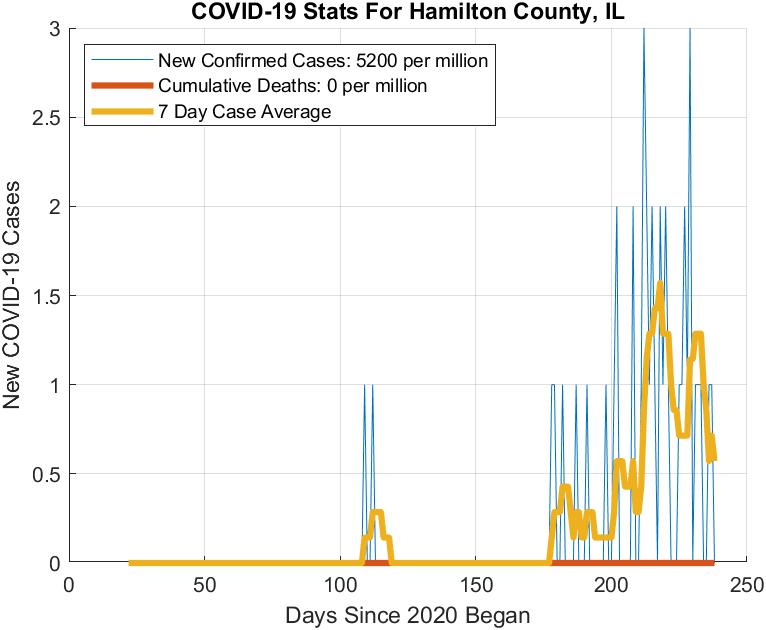 COVID-19 Stats For Hamilton County, IL
New Confirmed Cases: 5200 per million
Cumulative Deaths: 0 per million
7 Day Case Average
New COVID-19 Cases
3
2.5
2
1.5
1
0.5
0
0 50 100 150 200 250
Days Since 2020 Began